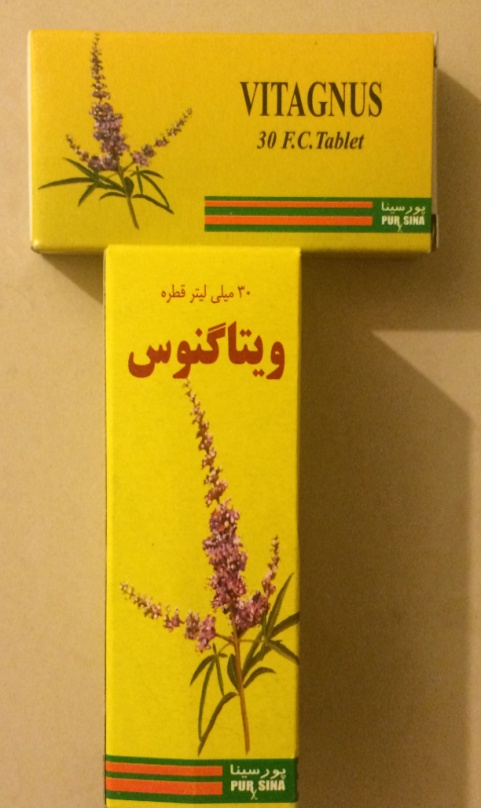 VITAGNUS
30 F.C. Tablet
پورسینا
PUR SINA
۳۰ میلی لیتر قطره
ویتاگنوس
پورسینا
PUR SINA